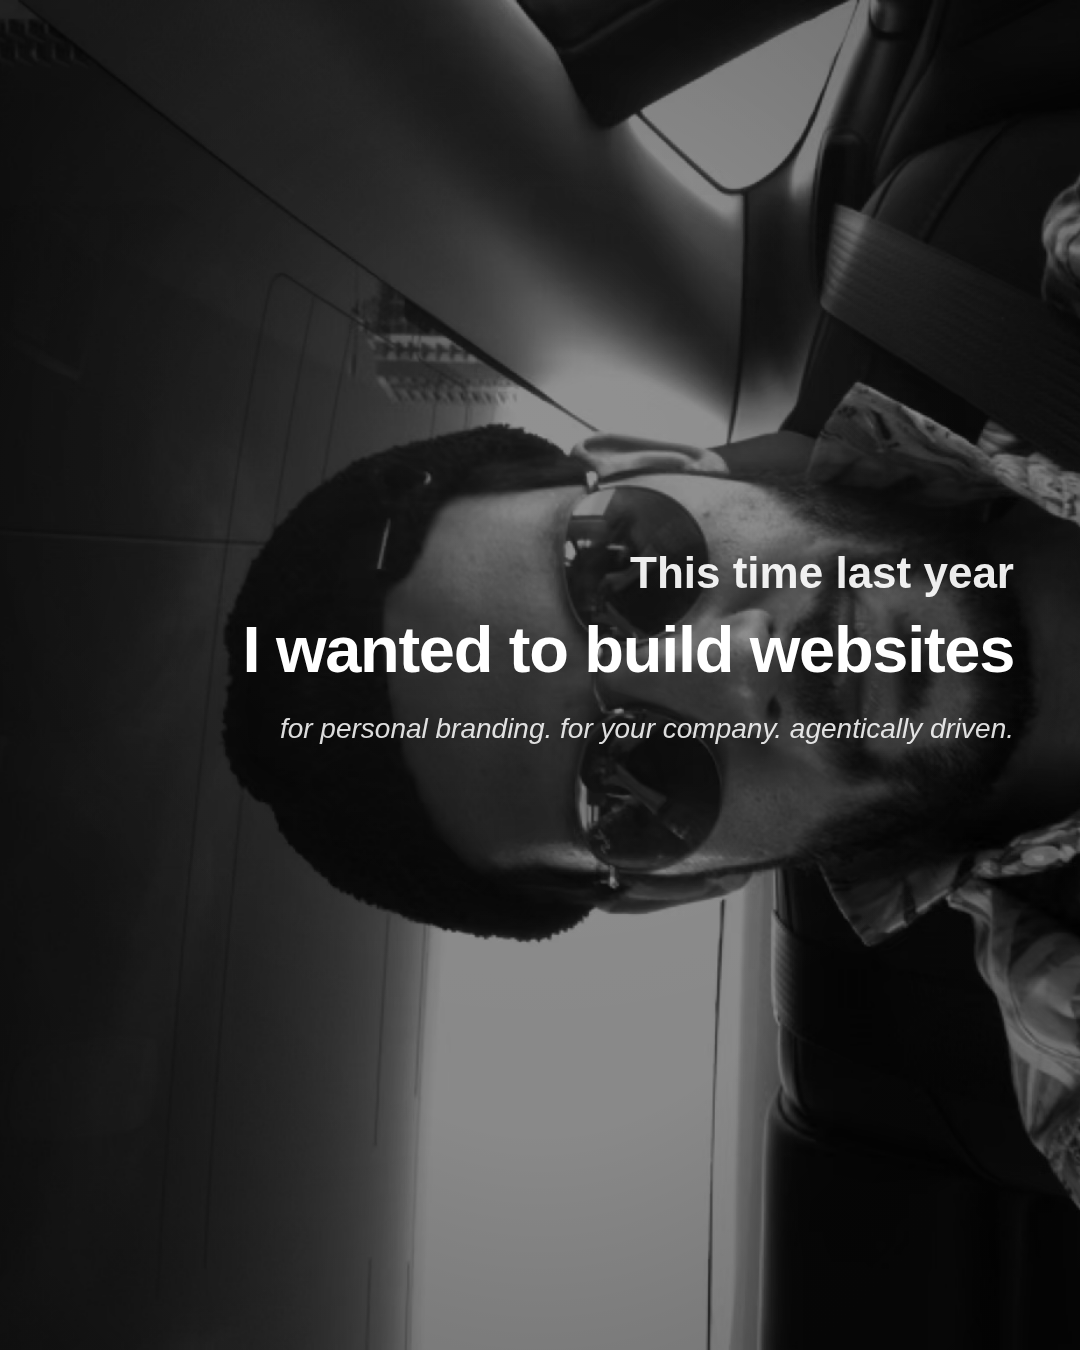 This time last year
I wanted to build websites
for personal branding. for your company. agentically driven.